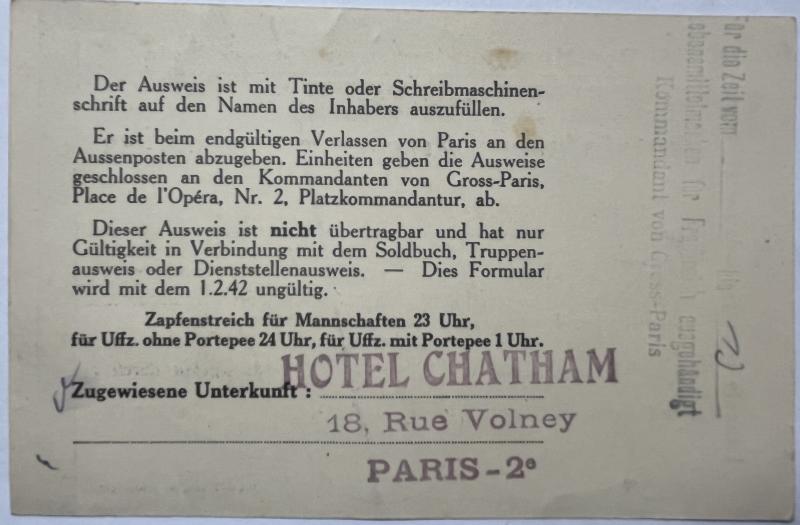 Der Ausweis ist mit Tinte oder Schreibmaschinen-
schrift auf den Namen des Inhabers auszufüllen.
Er ist beim endgültigen Verlassen von Paris an den
Aussenposten abzugeben. Einheiten geben die Ausweise
geschlossen an den Kommandanten von Gross-Paris,
Place de l'Opéra, Nr. 2, Platzkommandantur, ab.
Dieser Ausweis ist nicht übertragbar und hat nur
Gültigkeit in Verbindung mit dem Soldbuch, Truppen-
ausweis oder Dienststellenausweis. — Dies Formular
wird mit dem 1.2.42 ungültig.
Zapfenstreich für Mannschaften 23 Uhr,
für Uffz. ohne Portepee 24 Uhr, für Uffz. mit Portepee 1 Uhr.
Zugewiesene Unterkunft : HOTEL CHATHAM
18, Rue Volney
PARIS-2e
Für die Zeit vom bis
Lebensmittelmarken für Frankreich ausgehändigt
Kommandant von Gross-Paris